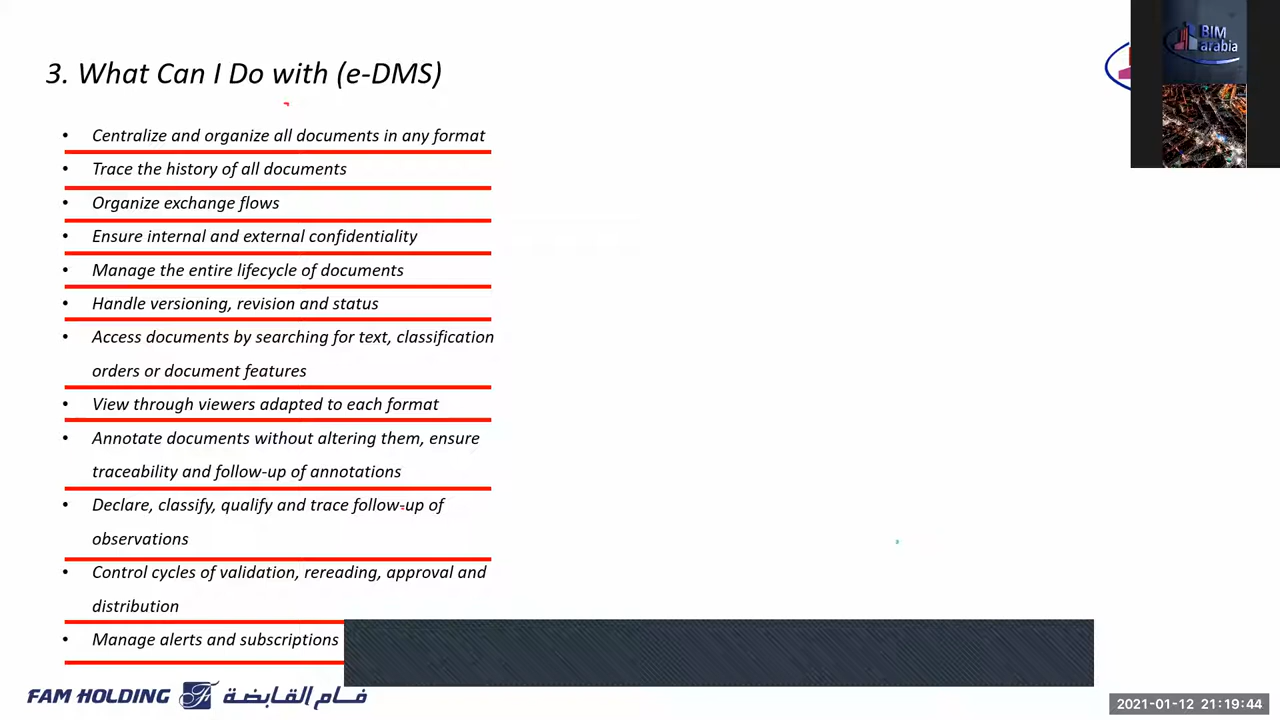 BIM
arabia
3. What Can I Do with (e-DMS)
• Centralize and organize all documents in any format
• Trace the history of all documents
• Organize exchange flows
• Ensure internal and external confidentiality
• Manage the entire lifecycle of documents
• Handle versioning, revision and status
• Access documents by searching for text, classification
orders or document features
• View through viewers adapted to each format
• Annotate documents without altering them, ensure
traceability and follow-up of annotations
• Declare, classify, qualify and trace follow-up of
observations
• Control cycles of validation, rereading, approval and
distribution
• Manage alerts and subscriptions
FAM HOLDING فام القابضة
2021-01-12 21:19:44